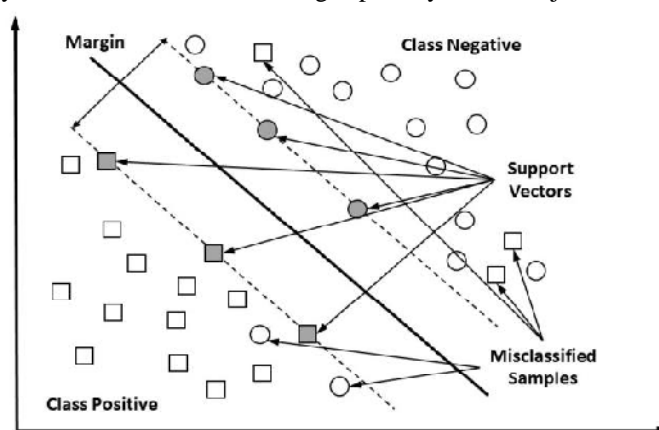 Margin
Class Negative
Support
Vectors
Misclassified
Samples
Class Positive